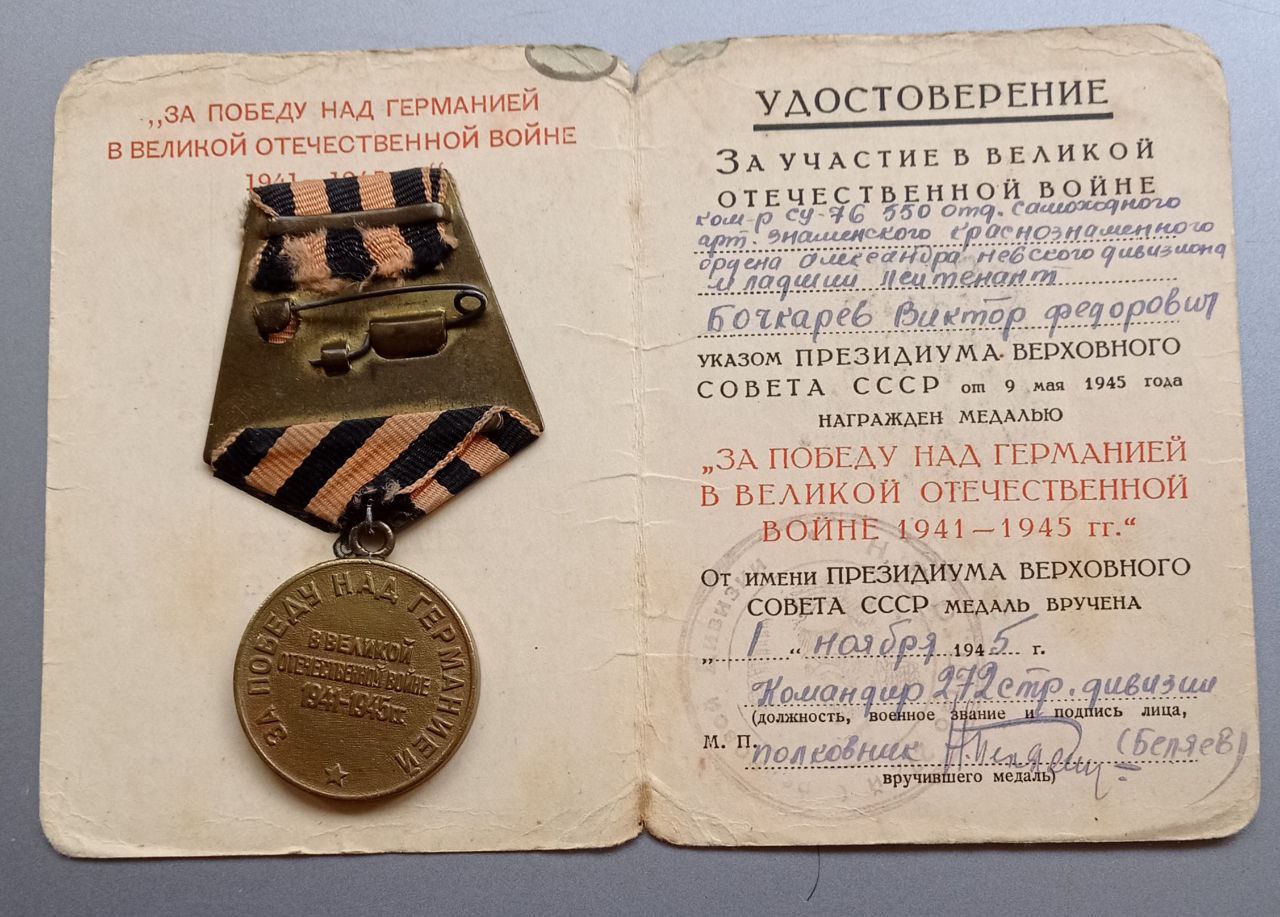 „ЗА ПОБЕДУ НАД ГЕРМАНИЕЙ
В ВЕЛИКОЙ ОТЕЧЕСТВЕННОЙ ВОЙНЕ
1941
ЗА ПОБЕДУ НАД ГЕРМАНИЕЙ
В ВЕЛИКОЙ
ОТЕЧЕСТВЕННОЙ ВОЙНЕ
1941-1945 гг.
УДОСТОВЕРЕНИЕ
ЗА УЧАСТИЕ В ВЕЛИКОЙ
ОТЕЧЕСТВЕННОЙ ВОЙНЕ
ком-р СУ-76 550 отд. самоходного
арт. Знаменского Краснознаменного
ордена Александра Невского дивизиона
младший лейтенант
Бочкарев Виктор Федорович
УКАЗОМ ПРЕЗИДИУМА ВЕРХОВНОГО
СОВЕТА СССР от 9 мая 1945 года
НАГРАЖДЕН МЕДАЛЬЮ
„ЗА ПОБЕДУ НАД ГЕРМАНИЕЙ
В ВЕЛИКОЙ ОТЕЧЕСТВЕННОЙ
ВОЙНЕ 1941—1945 гг.“
ОТ ИМЕНИ ПРЕЗИДИУМА ВЕРХОВНОГО
СОВЕТА СССР МЕДАЛЬ ВРУЧЕНА
„ 1 “ ноября 1945 г.
Командир 272 стр. дивизии
(должность, военное звание и подпись лица,
М. П. полковник (Беляев)
вручившего медаль)